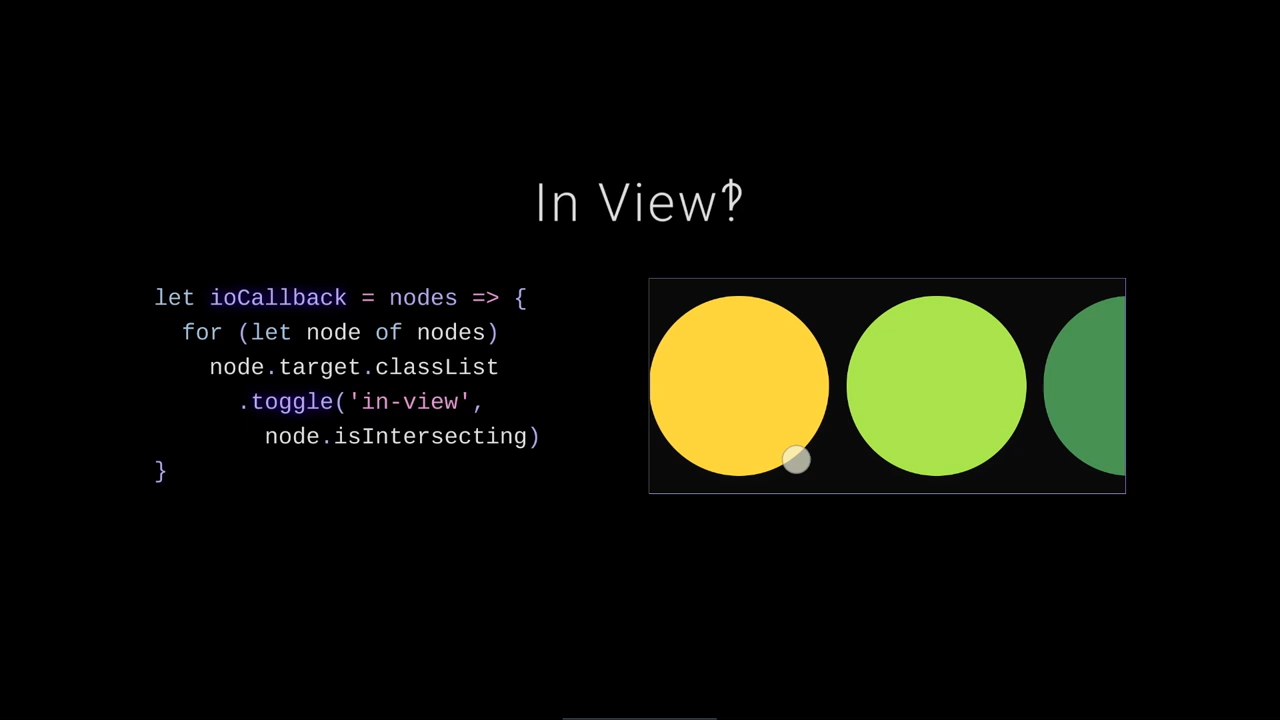 In View‽
let ioCallback = nodes => {
  for (let node of nodes)
    node.target.classList
      .toggle('in-view',
        node.isIntersecting)
}